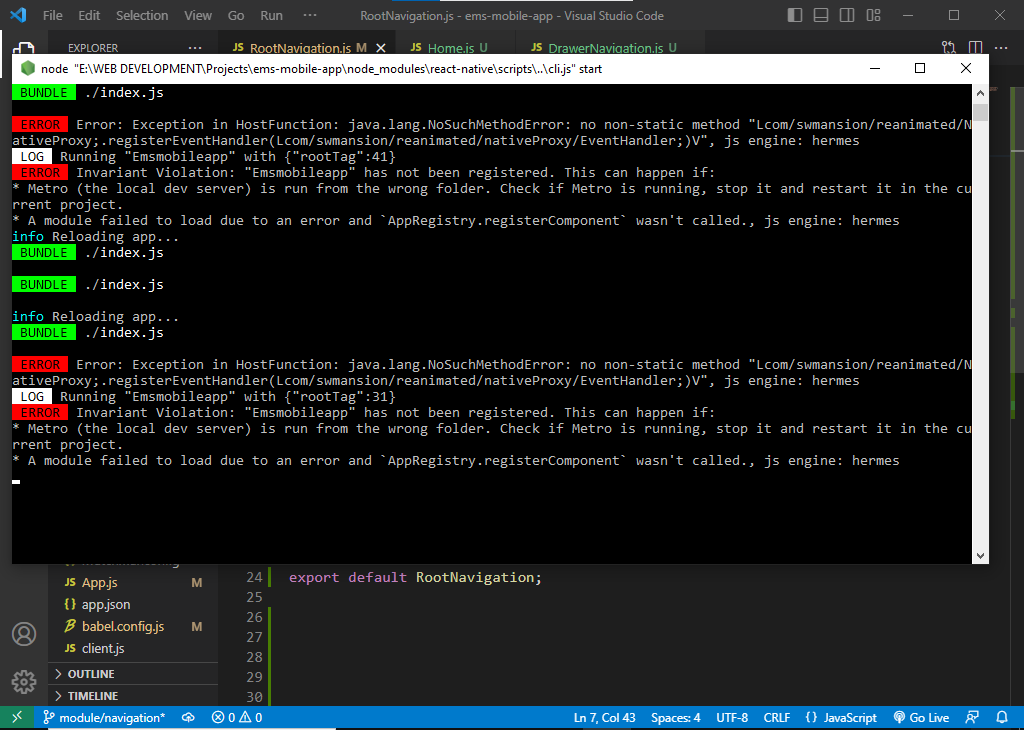 File Edit Selection View Go Run ··· RootNavigation.js - ems-mobile-app - Visual Studio Code
EXPLORER ··· JS RootNavigation.js M JS Home.js U JS DrawerNavigation.js U ···
node "E:\WEB DEVELOPMENT\Projects\ems-mobile-app\node_modules\react-native\scripts\..\cli.js" start
BUNDLE ./index.js
ERROR Error: Exception in HostFunction: java.lang.NoSuchMethodError: no non-static method "Lcom/swmansion/reanimated/N
ativeProxy;.registerEventHandler(Lcom/swmansion/reanimated/nativeProxy/EventHandler;)V", js engine: hermes
LOG Running "Emsmobileapp" with {"rootTag":41}
ERROR Invariant Violation: "Emsmobileapp" has not been registered. This can happen if:
* Metro (the local dev server) is run from the wrong folder. Check if Metro is running, stop it and restart it in the cu
rrent project.
* A module failed to load due to an error and `AppRegistry.registerComponent` wasn't called., js engine: hermes
info Reloading app...
BUNDLE ./index.js
BUNDLE ./index.js
info Reloading app...
BUNDLE ./index.js
ERROR Error: Exception in HostFunction: java.lang.NoSuchMethodError: no non-static method "Lcom/swmansion/reanimated/N
ativeProxy;.registerEventHandler(Lcom/swmansion/reanimated/nativeProxy/EventHandler;)V", js engine: hermes
LOG Running "Emsmobileapp" with {"rootTag":31}
ERROR Invariant Violation: "Emsmobileapp" has not been registered. This can happen if:
* Metro (the local dev server) is run from the wrong folder. Check if Metro is running, stop it and restart it in the cu
rrent project.
* A module failed to load due to an error and `AppRegistry.registerComponent` wasn't called., js engine: hermes
JS App.js M
{} app.json
babel.config.js M
JS client.js
OUTLINE
TIMELINE
24 export default RootNavigation;
25
26
27
28
29
30
module/navigation* 0 0 Ln 7, Col 43 Spaces: 4 UTF-8 CRLF {} JavaScript Go Live